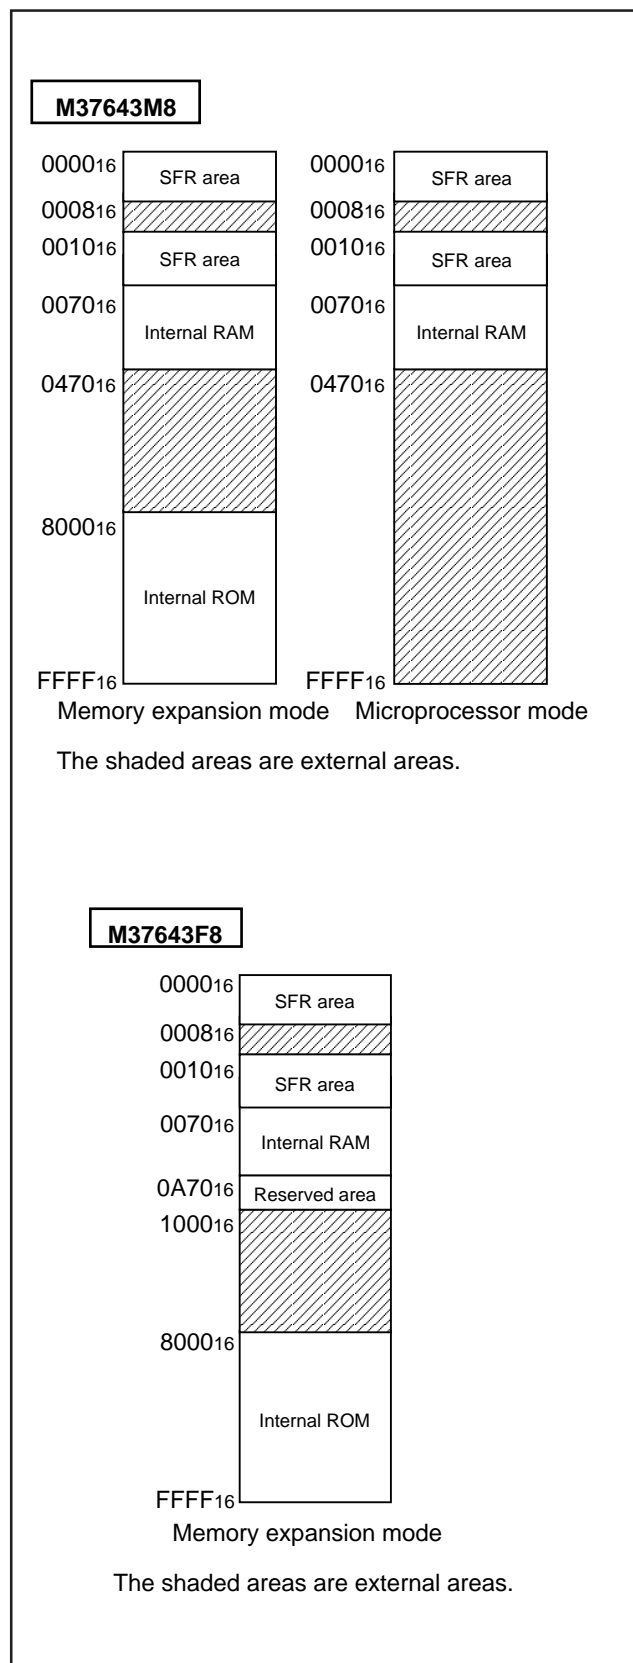 M37643M8
0000₁₆ SFR area 0000₁₆ SFR area
0008₁₆ 0008₁₆
0010₁₆ SFR area 0010₁₆ SFR area
0070₁₆ Internal RAM 0070₁₆ Internal RAM
0470₁₆ 0470₁₆
8000₁₆
Internal ROM
FFFF₁₆ FFFF₁₆
Memory expansion mode Microprocessor mode
The shaded areas are external areas.
M37643F8
0000₁₆ SFR area
0008₁₆
0010₁₆ SFR area
0070₁₆ Internal RAM
0A70₁₆ Reserved area
1000₁₆
8000₁₆
Internal ROM
FFFF₁₆
Memory expansion mode
The shaded areas are external areas.